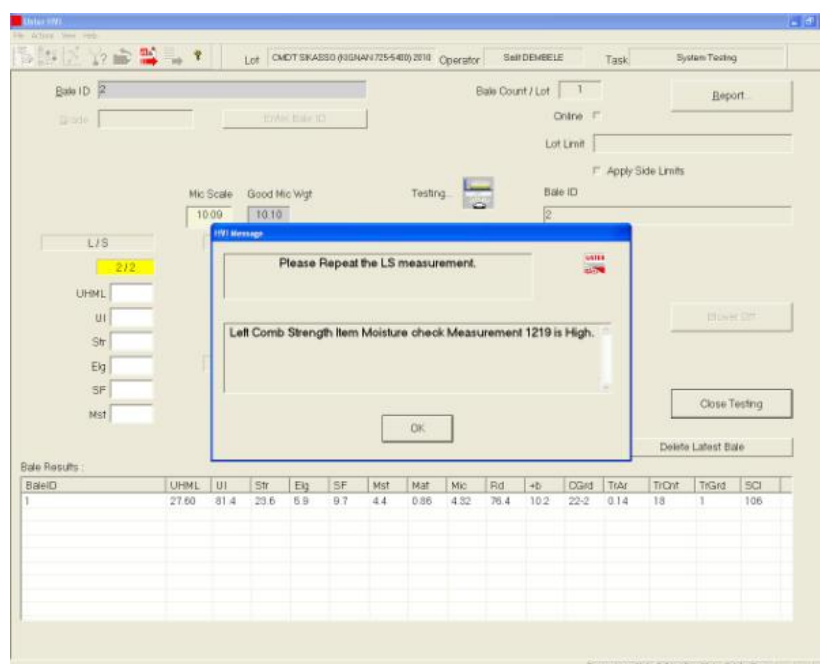 Uster HVI
File Actions View Help
Lot CMDT SIKASSO (KIGNAN 725-5400) 2010 Operator Seït DEMBELE Task System Testing
Bale ID 2 Bale Count / Lot 1 Report...
Grade Enter Bale ID Online
Lot Limit
Apply Side Limits
Mic Scale Good Mic Wgt Testing... Bale ID
10.09 10.10 2
L/S
2 / 2
UHML
UI
Str
Elg
SF
Mst
HVI Message
Please Repeat the LS measurement.
USTER
Left Comb Strength Item Moisture check Measurement 1219 is High.
OK
Blower Off
Close Testing
Delete Latest Bale
Bale Results :
BaleID UHML UI Str Elg SF Mst Mat Mic Rd +b CGrd TrAr TrCnt TrGrd SCI
1 27.60 81.4 23.6 5.9 9.7 4.4 0.86 4.32 76.4 10.2 22-2 0.14 18 1 106